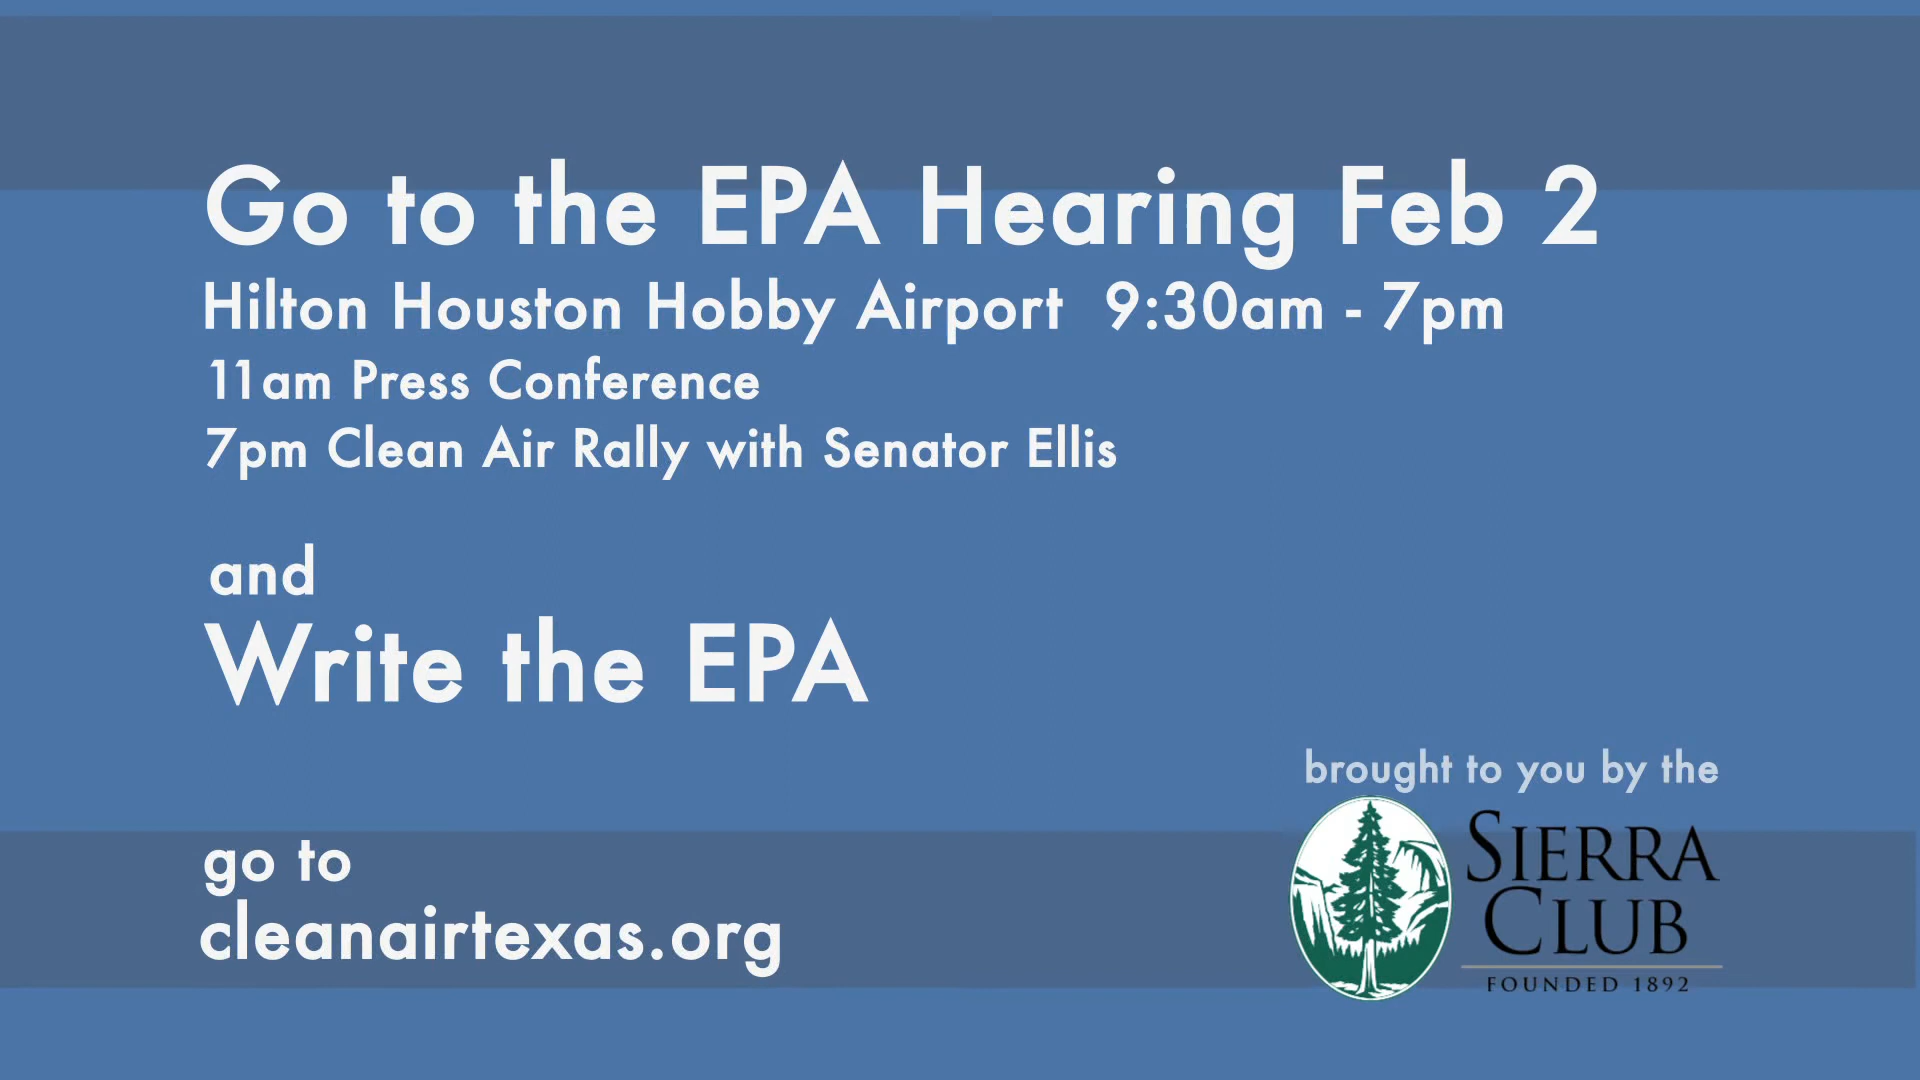 Go to the EPA Hearing Feb 2
Hilton Houston Hobby Airport 9:30am - 7pm
11am Press Conference
7pm Clean Air Rally with Senator Ellis
and
Write the EPA
brought to you by the
SIERRA
CLUB
FOUNDED 1892
go to
cleanairtexas.org